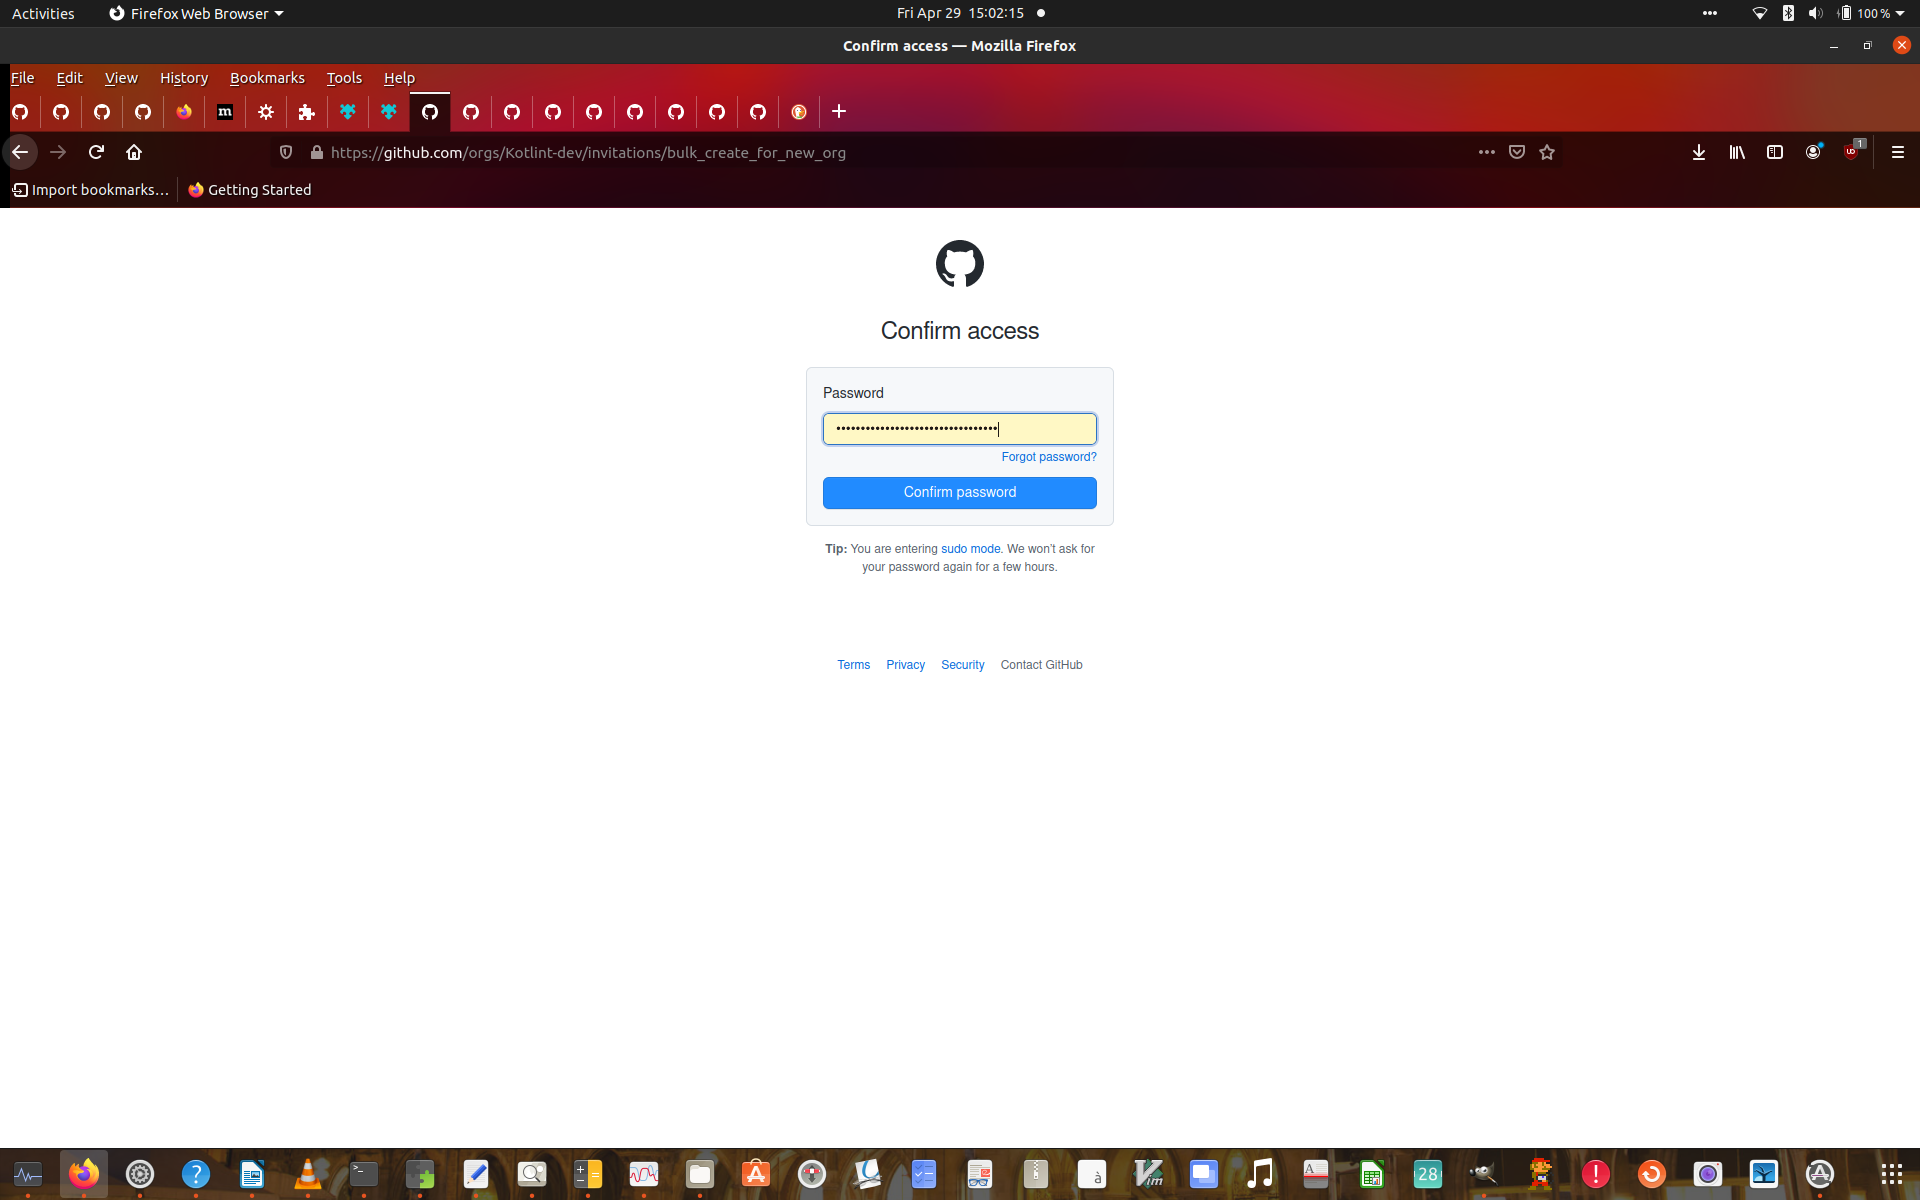 Activities
Firefox Web Browser
Fri Apr 29 15:02:15
100 %
Confirm access — Mozilla Firefox
File Edit View History Bookmarks Tools Help
m
https://github.com/orgs/Kotlint-dev/invitations/bulk_create_for_new_org
1
Import bookmarks…
Getting Started
Confirm access
Password
•••••••••••••••••••••••••••••••••
Forgot password?
Confirm password
Tip: You are entering sudo mode. We won't ask for
your password again for a few hours.
Terms Privacy Security Contact GitHub
28